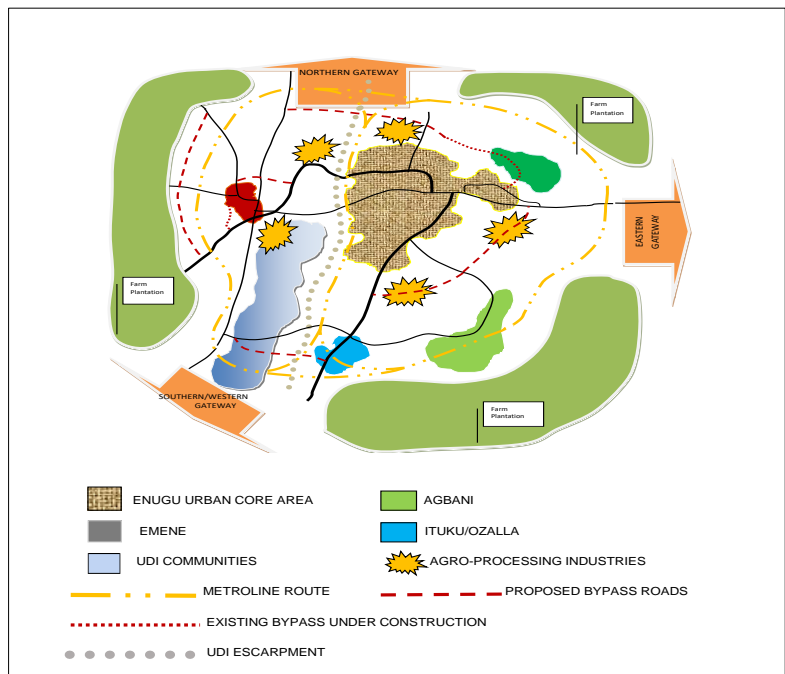 NORTHERN GATEWAY
Farm
Plantation
EASTERN
GATEWAY
Farm
Plantation
SOUTHERN/WESTERN
GATEWAY
Farm
Plantation
ENUGU URBAN CORE AREA
AGBANI
EMENE
ITUKU/OZALLA
UDI COMMUNITIES
AGRO-PROCESSING INDUSTRIES
METROLINE ROUTE
PROPOSED BYPASS ROADS
EXISTING BYPASS UNDER CONSTRUCTION
UDI ESCARPMENT